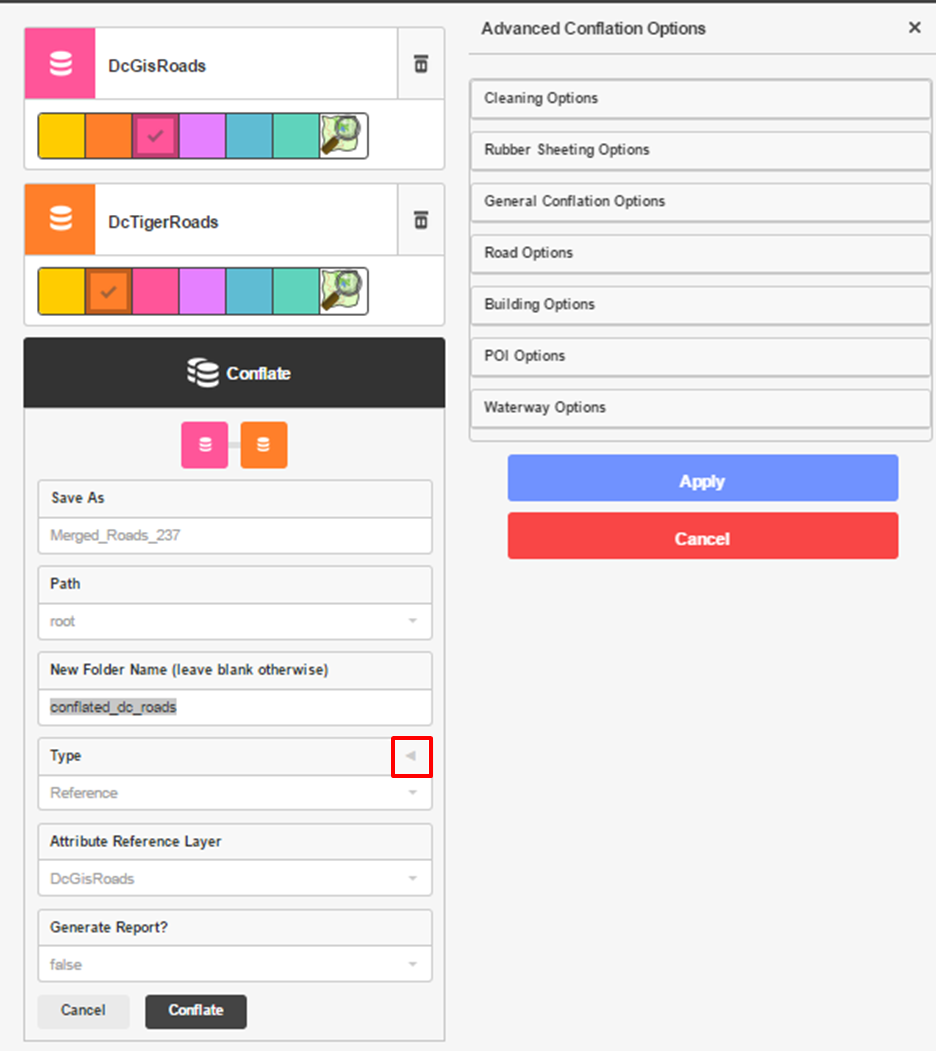 DcGisRoads
DcTigerRoads
Conflate
Save As
Merged_Roads_237
Path
root
New Folder Name (leave blank otherwise)
conflated_dc_roads
Type
Reference
Attribute Reference Layer
DcGisRoads
Generate Report?
false
Cancel
Conflate
Advanced Conflation Options
Cleaning Options
Rubber Sheeting Options
General Conflation Options
Road Options
Building Options
POI Options
Waterway Options
Apply
Cancel